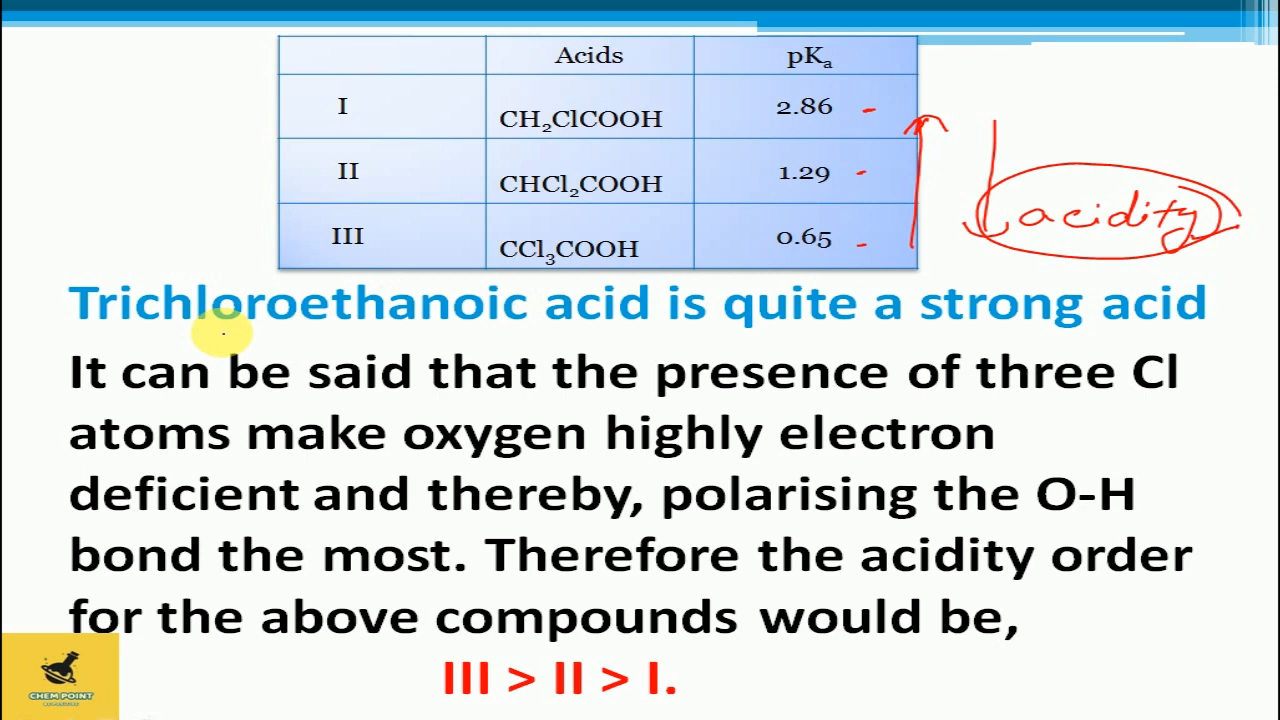 Acids pKₐ
I CH₂ClCOOH 2.86
II CHCl₂COOH 1.29
III CCl₃COOH 0.65
acidity
Trichloroethanoic acid is quite a strong acid
It can be said that the presence of three Cl
atoms make oxygen highly electron
deficient and thereby, polarising the O-H
bond the most. Therefore the acidity order
for the above compounds would be,
III > II > I.
CHEM POINT